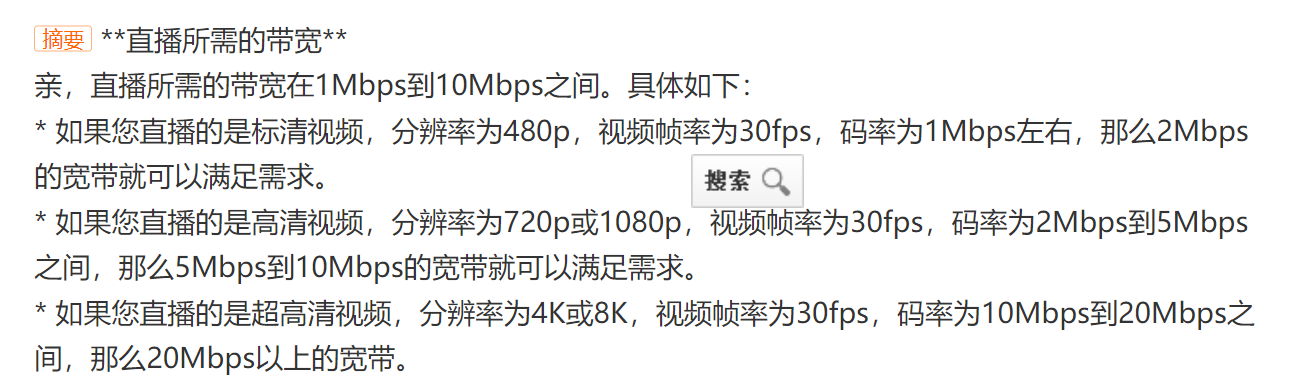 摘要 **直播所需的带宽**
亲，直播所需的带宽在1Mbps到10Mbps之间。具体如下：
* 如果您直播的是标清视频，分辨率为480p，视频帧率为30fps，码率为1Mbps左右，那么2Mbps
的宽带就可以满足需求。
搜索
* 如果您直播的是高清视频，分辨率为720p或1080p，视频帧率为30fps，码率为2Mbps到5Mbps
之间，那么5Mbps到10Mbps的宽带就可以满足需求。
* 如果您直播的是超高清视频，分辨率为4K或8K，视频帧率为30fps，码率为10Mbps到20Mbps之
间，那么20Mbps以上的宽带。